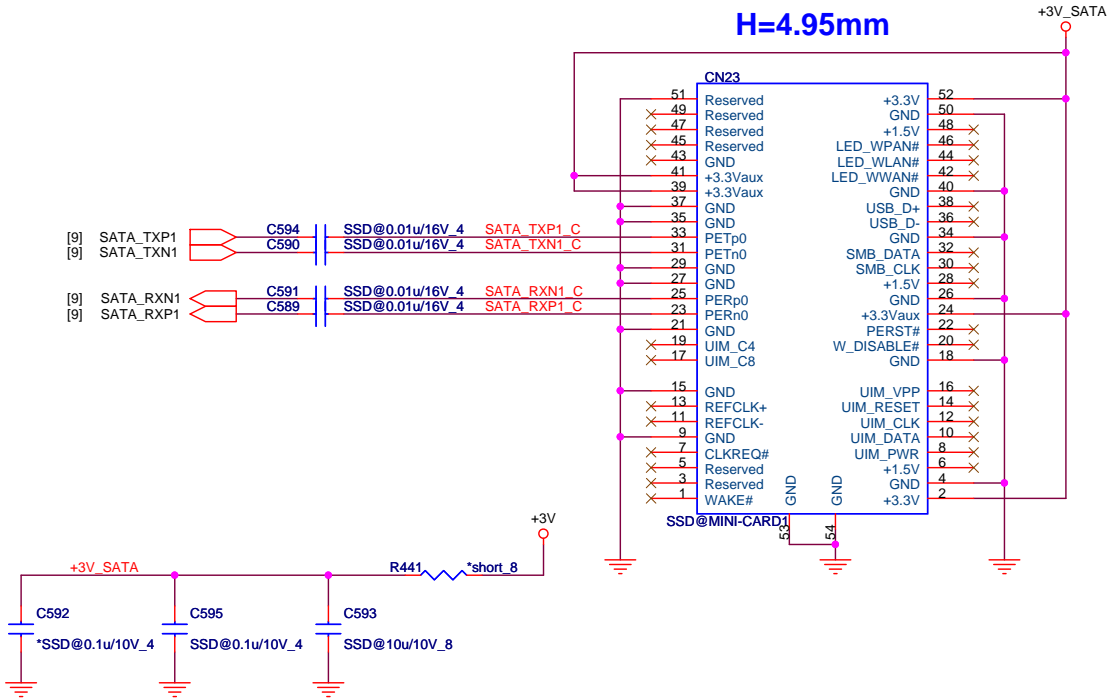 H=4.95mm
+3V_SATA
CN23
51 Reserved +3.3V 52
49 Reserved GND 50
47 Reserved +1.5V 48
45 Reserved LED_WPAN# 46
43 GND LED_WLAN# 44
41 +3.3Vaux LED_WWAN# 42
39 +3.3Vaux GND 40
37 GND USB_D+ 38
35 GND USB_D- 36
[9] SATA_TXP1 C594 SSD@0.01u/16V_4 SATA_TXP1_C 33 PETp0 GND 34
[9] SATA_TXN1 C590 SSD@0.01u/16V_4 SATA_TXN1_C 31 PETn0 SMB_DATA 32
29 GND SMB_CLK 30
27 GND +1.5V 28
[9] SATA_RXN1 C591 SSD@0.01u/16V_4 SATA_RXN1_C 25 PERp0 GND 26
[9] SATA_RXP1 C589 SSD@0.01u/16V_4 SATA_RXP1_C 23 PERn0 +3.3Vaux 24
21 GND PERST# 22
19 UIM_C4 W_DISABLE# 20
17 UIM_C8 GND 18
15 GND UIM_VPP 16
13 REFCLK+ UIM_RESET 14
11 REFCLK- UIM_CLK 12
9 GND UIM_DATA 10
7 CLKREQ# UIM_PWR 8
5 Reserved +1.5V 6
3 Reserved GND 4
1 WAKE# +3.3V 2
GND GND
SSD@MINI-CARD1
53 54
+3V
+3V_SATA R441 *short_8
C592 C595 C593
*SSD@0.1u/10V_4 SSD@0.1u/10V_4 SSD@10u/10V_8